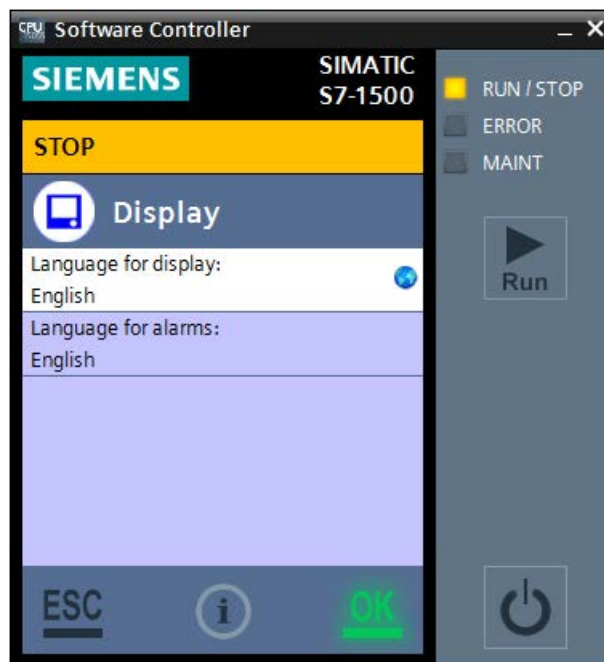 CPU
Software Controller
SIEMENS
SIMATIC
S7-1500
RUN / STOP
ERROR
MAINT
STOP
Display
Language for display:
English
Language for alarms:
English
Run
ESC
i
OK